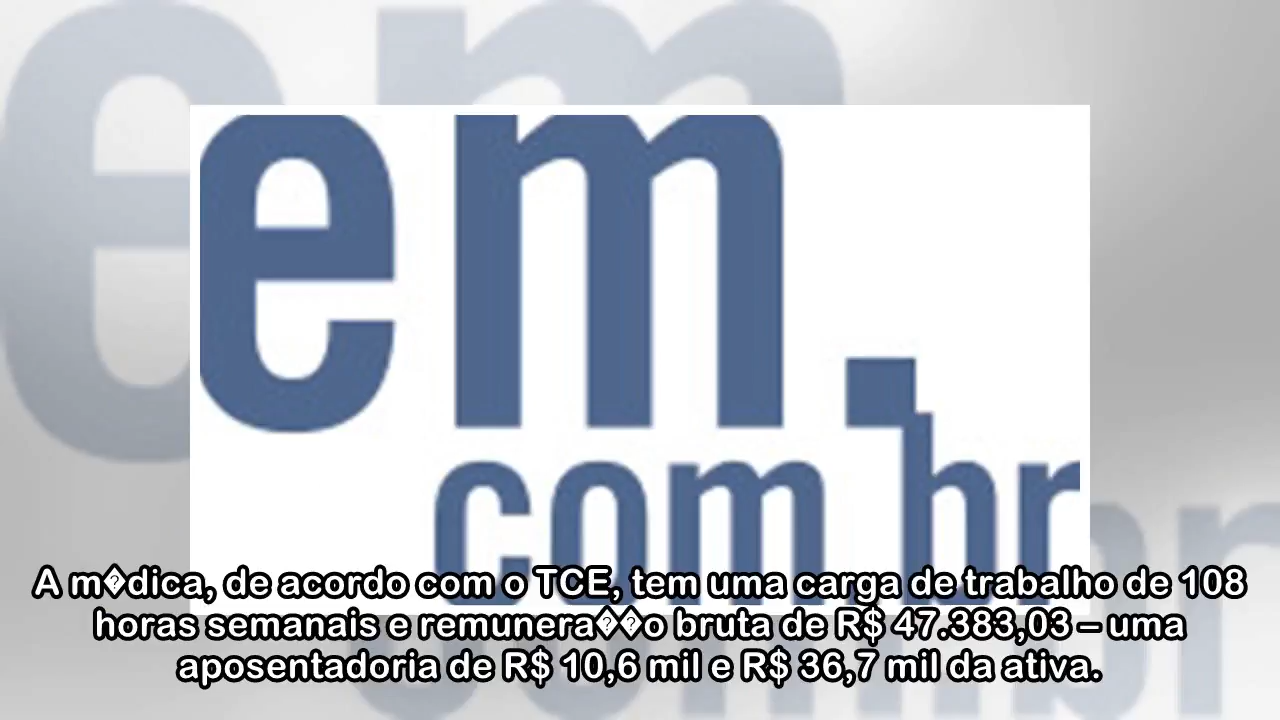 em.
com.br
A m�dica, de acordo com o TCE, tem uma carga de trabalho de 108
horas semanais e remunera��o bruta de R$ 47.383,03 – uma
aposentadoria de R$ 10,6 mil e R$ 36,7 mil da ativa.